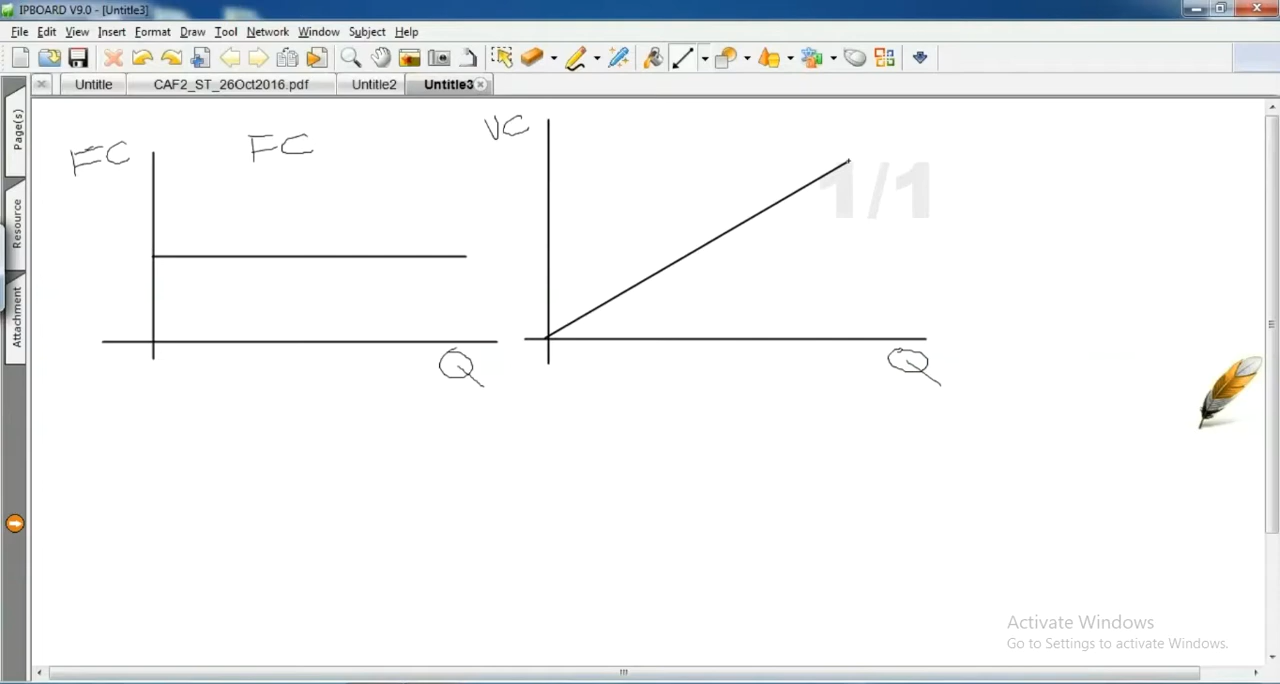 IPBOARD V9.0 - [Untitle3]
File Edit View Insert Format Draw Tool Network Window Subject Help
Untitle CAF2_ST_26Oct2016.pdf Untitle2 Untitle3
Page(s)
Resource
Attachment
FC
FC
VC
1/1
Q
Q
Activate Windows
Go to Settings to activate Windows.